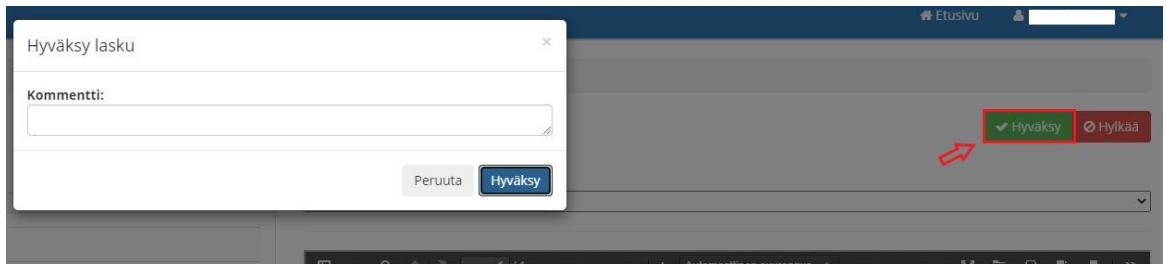 Etusivu
Hyväksy lasku ×
Kommentti:
Hyväksy Hylkää
Peruuta Hyväksy